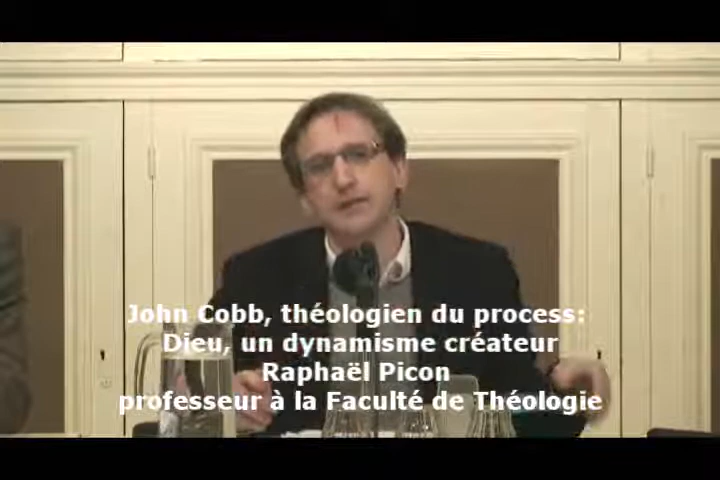 John Cobb, théologien du process:
Dieu, un dynamisme créateur
Raphaël Picon
professeur à la Faculté de Théologie